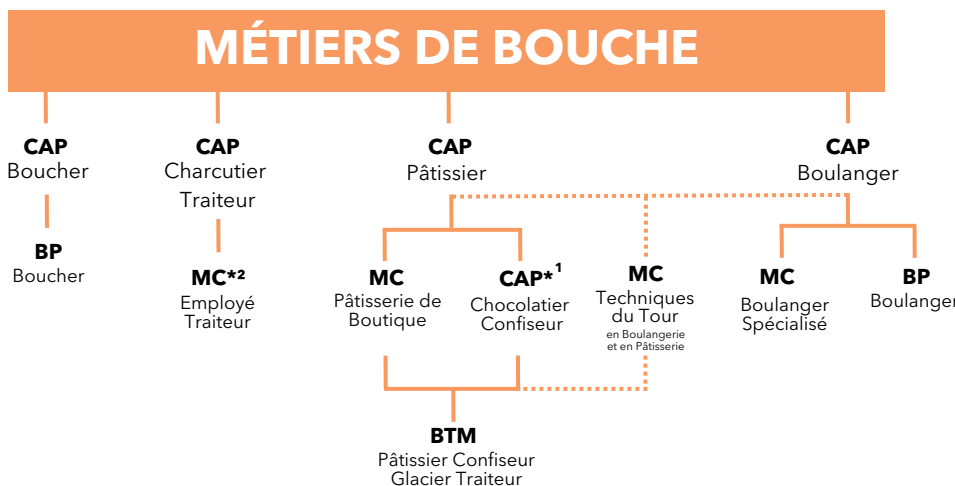 MÉTIERS DE BOUCHE
CAP
Boucher
CAP
Charcutier
Traiteur
CAP
Pâtissier
CAP
Boulanger
BP
Boucher
MC*²
Employé
Traiteur
MC
Pâtisserie de
Boutique
CAP*¹
Chocolatier
Confiseur
MC
Techniques
du Tour
en Boulangerie
et en Pâtisserie
MC
Boulanger
Spécialisé
BP
Boulanger
BTM
Pâtissier Confiseur
Glacier Traiteur